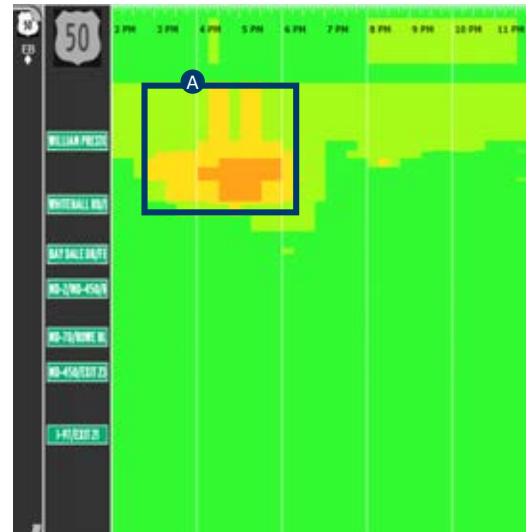 50
EB
50
2 PM 3 PM 4 PM 5 PM 6 PM 7 PM 8 PM 9 PM 10 PM 11 PM
A
WILLIAM PRESTO
WHITEHALL RD/
BAY DALE DR/FE
MD-2/MD-450/
MD-70/ROWE BL
MD-450/EXIT 23
I-97/EXIT 21